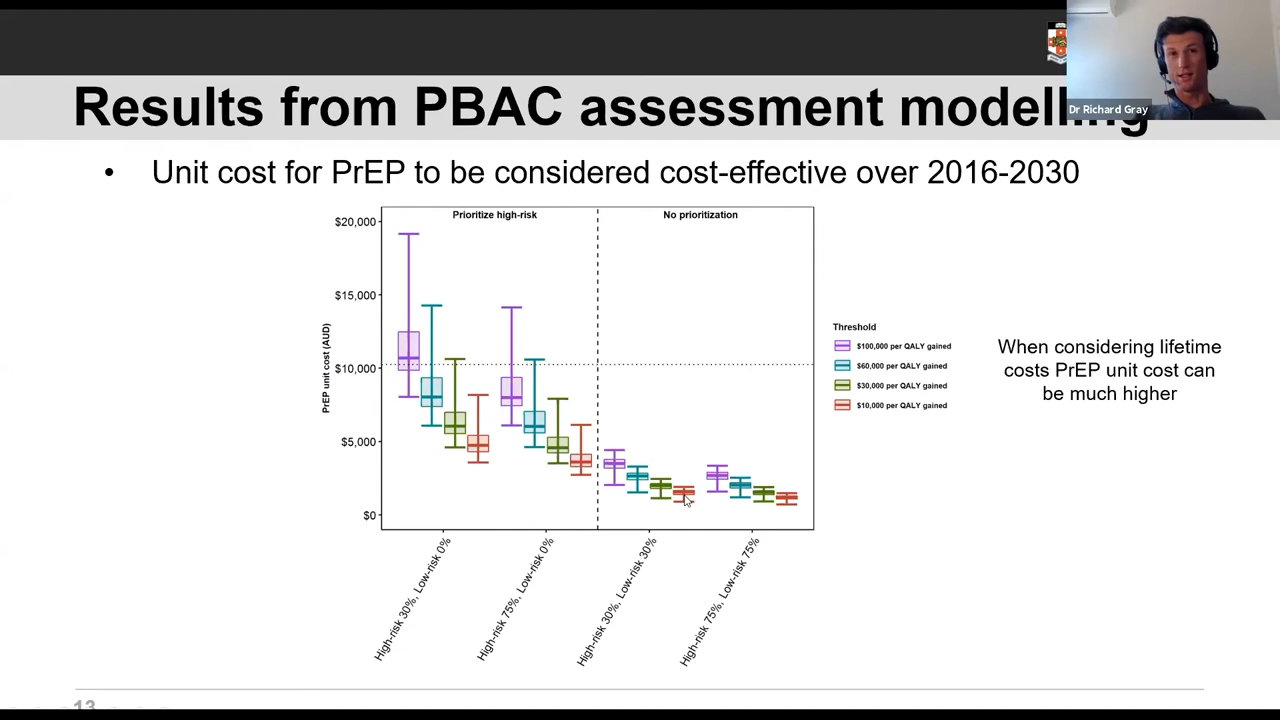 Results from PBAC assessment modelling
Dr Richard Gray
• Unit cost for PrEP to be considered cost-effective over 2016-2030
Prioritize high-risk
No prioritization
PrEP unit cost (AUD)
$20,000
$15,000
$10,000
$5,000
$0
High-risk 30%, Low-risk 0%
High-risk 75%, Low-risk 0%
High-risk 30%, Low-risk 30%
High-risk 75%, Low-risk 75%
Threshold
$100,000 per QALY gained
$60,000 per QALY gained
$30,000 per QALY gained
$10,000 per QALY gained
When considering lifetime
costs PrEP unit cost can
be much higher
13